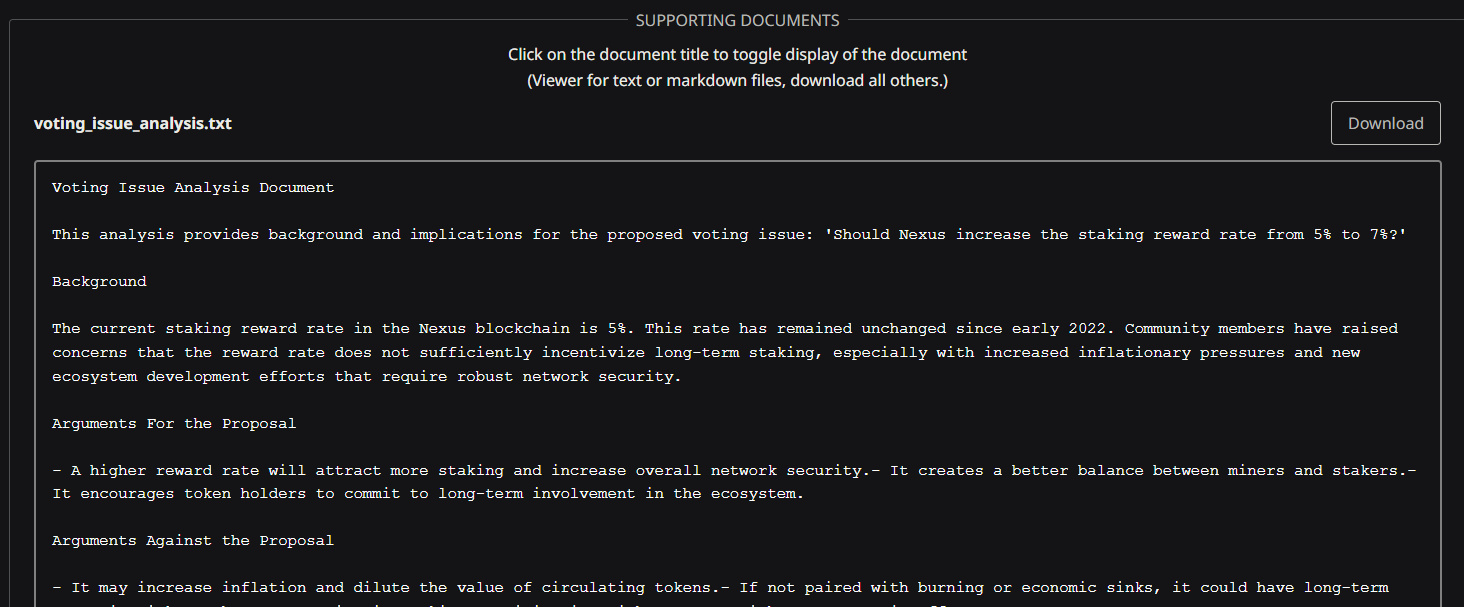 SUPPORTING DOCUMENTS
Click on the document title to toggle display of the document
(Viewer for text or markdown files, download all others.)
voting_issue_analysis.txt
Download
Voting Issue Analysis Document
This analysis provides background and implications for the proposed voting issue: 'Should Nexus increase the staking reward rate from 5% to 7%?'
Background
The current staking reward rate in the Nexus blockchain is 5%. This rate has remained unchanged since early 2022. Community members have raised
concerns that the reward rate does not sufficiently incentivize long-term staking, especially with increased inflationary pressures and new
ecosystem development efforts that require robust network security.
Arguments For the Proposal
- A higher reward rate will attract more staking and increase overall network security.- It creates a better balance between miners and stakers.-
It encourages token holders to commit to long-term involvement in the ecosystem.
Arguments Against the Proposal
- It may increase inflation and dilute the value of circulating tokens.- If not paired with burning or economic sinks, it could have long-term